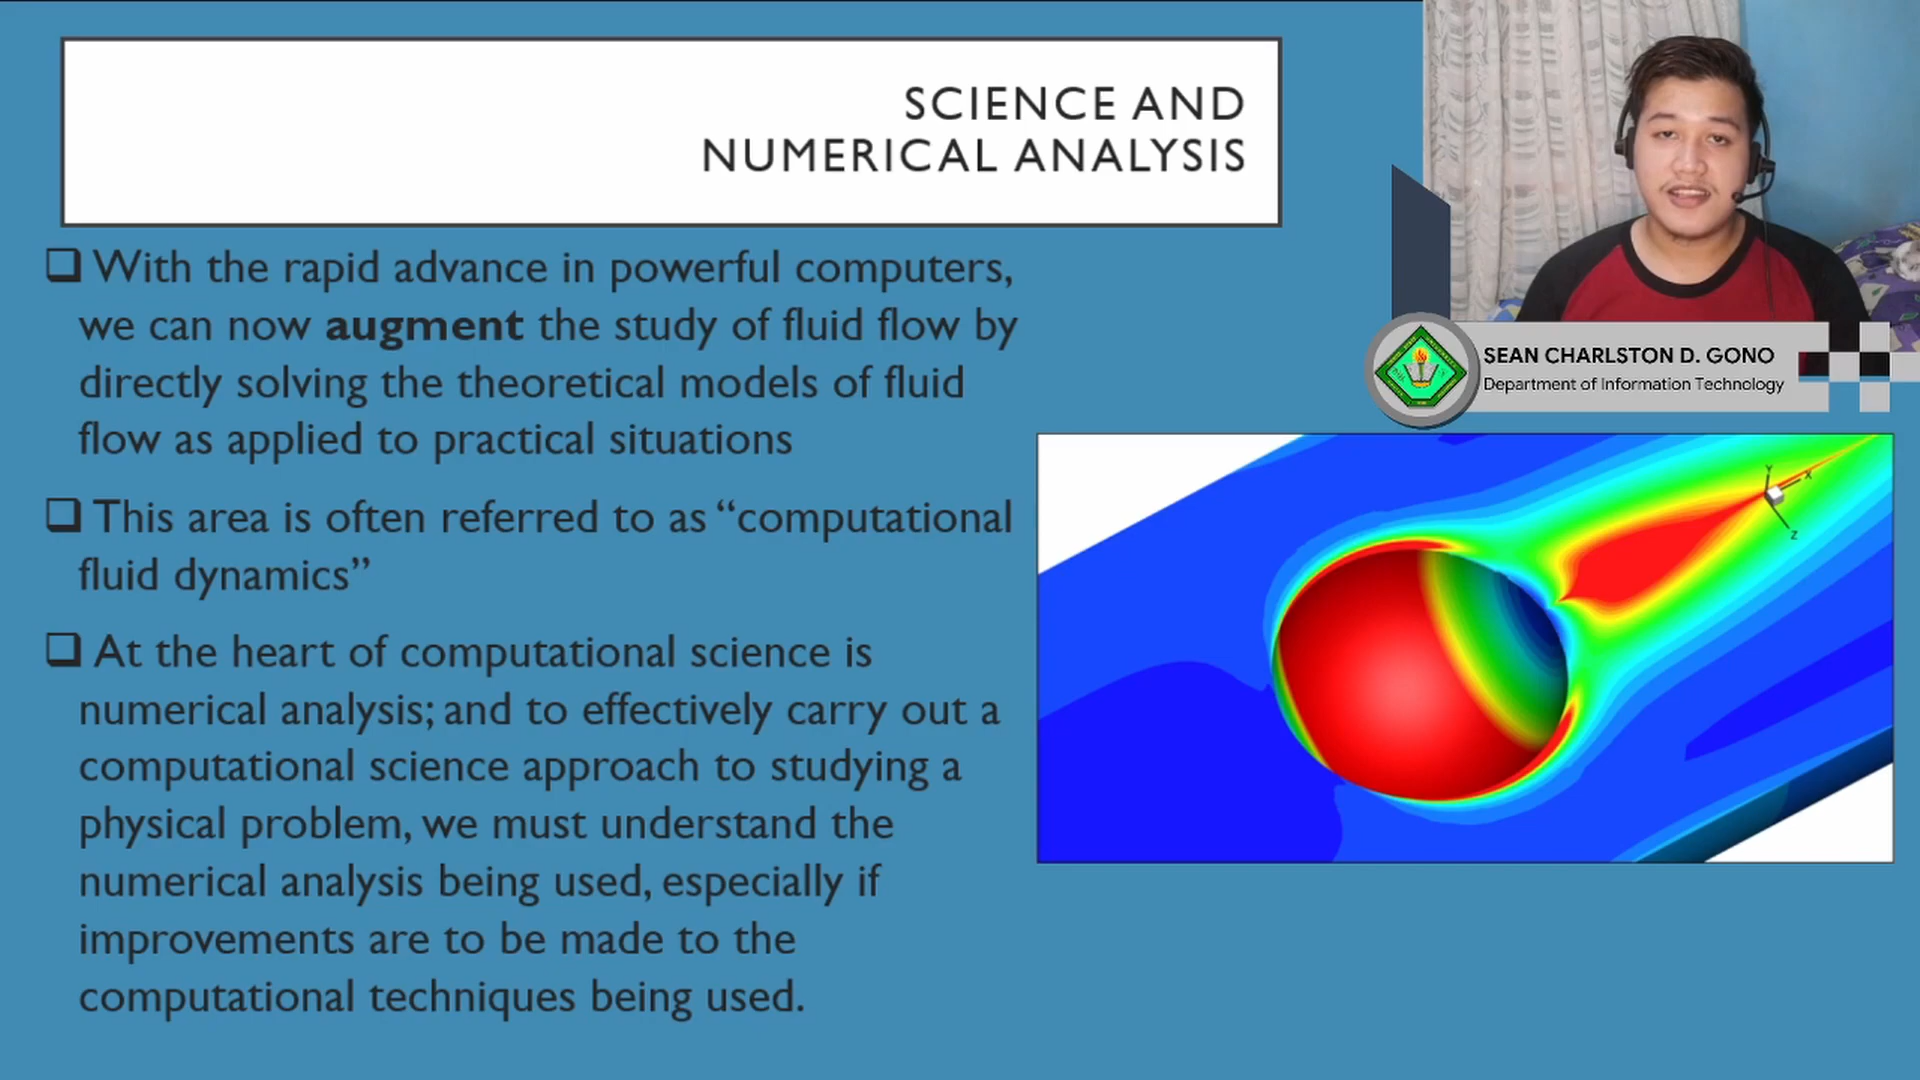 SCIENCE AND
NUMERICAL ANALYSIS
With the rapid advance in powerful computers,
we can now augment the study of fluid flow by
directly solving the theoretical models of fluid
flow as applied to practical situations
This area is often referred to as “computational
fluid dynamics”
At the heart of computational science is
numerical analysis; and to effectively carry out a
computational science approach to studying a
physical problem, we must understand the
numerical analysis being used, especially if
improvements are to be made to the
computational techniques being used.
SEAN CHARLSTON D. GONO
Department of Information Technology
Y
X
Z